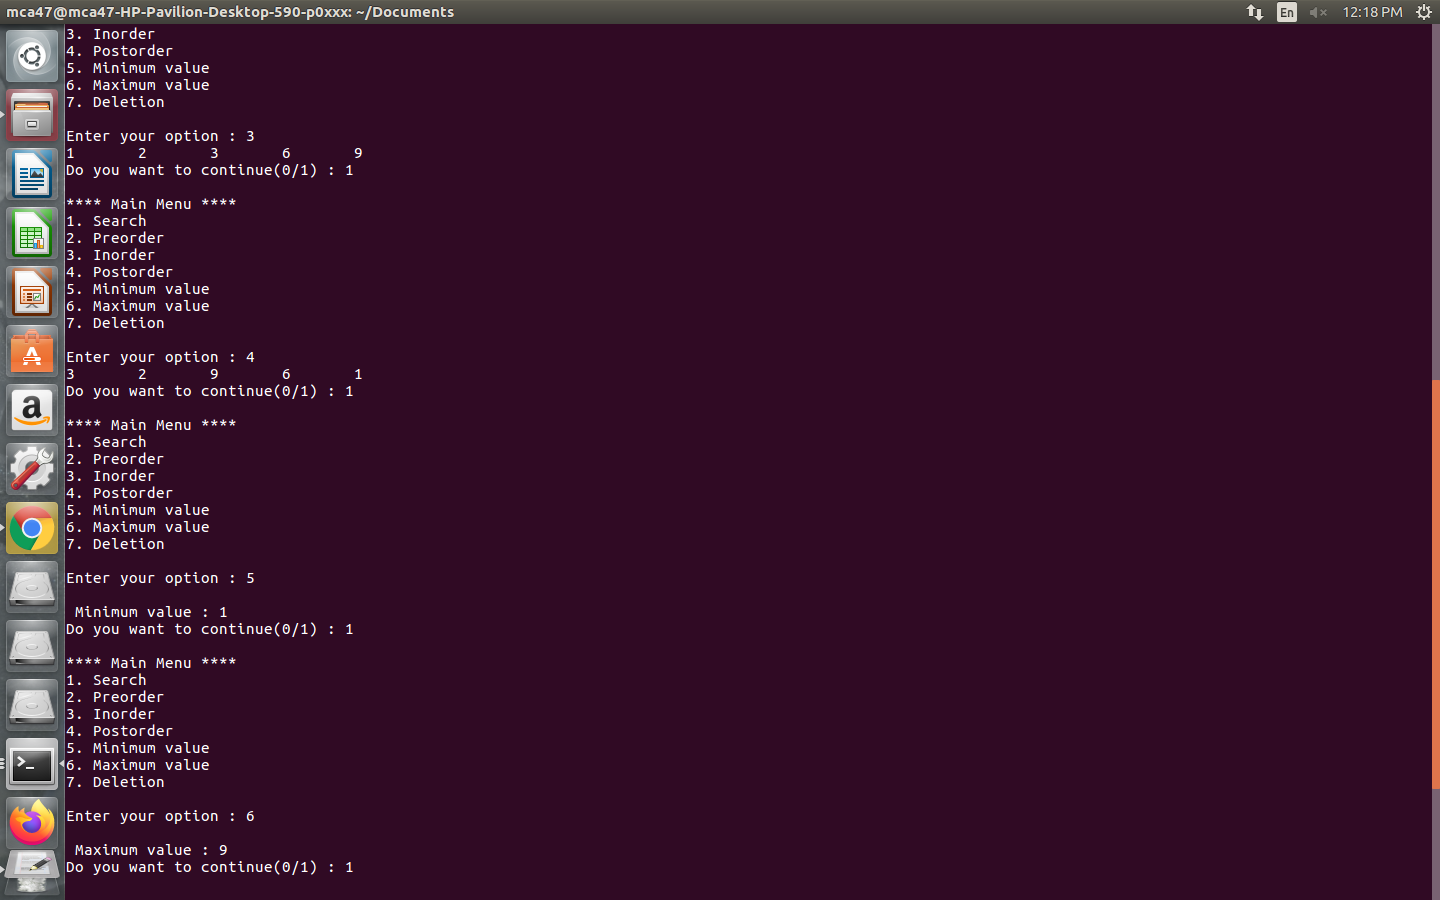 mca47@mca47-HP-Pavilion-Desktop-590-p0xxx: ~/Documents En 12:18 PM
3. Inorder
4. Postorder
5. Minimum value
6. Maximum value
7. Deletion
Enter your option : 3
1 2 3 6 9
Do you want to continue(0/1) : 1
**** Main Menu ****
1. Search
2. Preorder
3. Inorder
4. Postorder
5. Minimum value
6. Maximum value
7. Deletion
Enter your option : 4
3 2 9 6 1
Do you want to continue(0/1) : 1
**** Main Menu ****
1. Search
2. Preorder
3. Inorder
4. Postorder
5. Minimum value
6. Maximum value
7. Deletion
Enter your option : 5
Minimum value : 1
Do you want to continue(0/1) : 1
**** Main Menu ****
1. Search
2. Preorder
3. Inorder
4. Postorder
5. Minimum value
6. Maximum value
7. Deletion
Enter your option : 6
Maximum value : 9
Do you want to continue(0/1) : 1